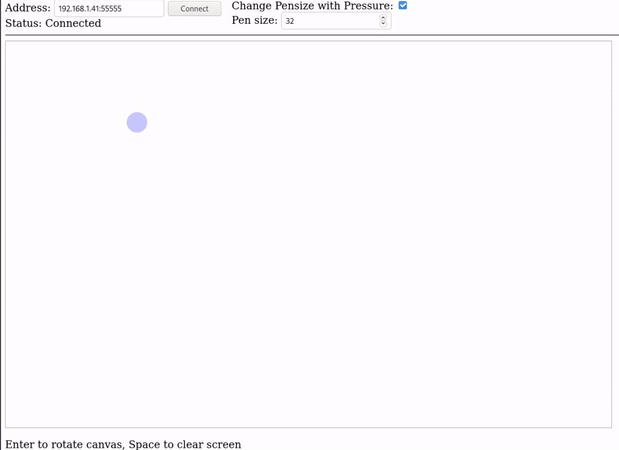 Address: 192.168.1.41:55555 Connect
Status: Connected
Change Pensize with Pressure:
Pen size: 32
Enter to rotate canvas, Space to clear screen